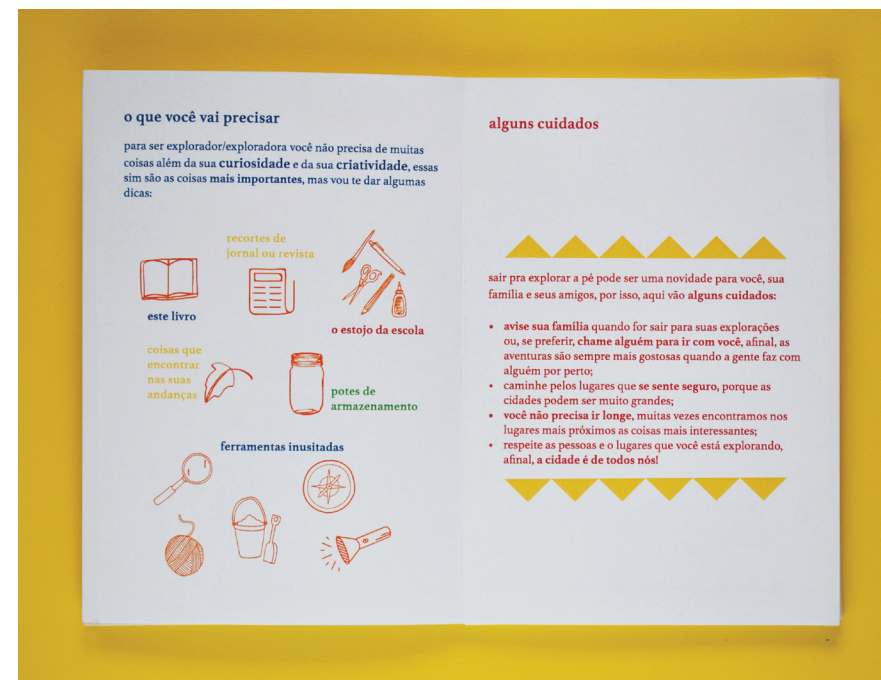 o que você vai precisar
para ser explorador/exploradora você não precisa de muitas
coisas além da sua curiosidade e da sua criatividade, essas
sim são as coisas mais importantes, mas vou te dar algumas
dicas:
recortes de
jornal ou revista
este livro
o estojo da escola
coisas que
encontrar
nas suas
andanças
potes de
armazenamento
ferramentas inusitadas
alguns cuidados
sair pra explorar a pé pode ser uma novidade para você, sua
família e seus amigos, por isso, aqui vão alguns cuidados:
• avise sua família quando for sair para suas explorações
ou, se preferir, chame alguém para ir com você, afinal, as
aventuras são sempre mais gostosas quando a gente faz com
alguém por perto;
• caminhe pelos lugares que se sente seguro, porque as
cidades podem ser muito grandes;
• você não precisa ir longe, muitas vezes encontramos nos
lugares mais próximos as coisas mais interessantes;
• respeite as pessoas e o lugares que você está explorando,
afinal, a cidade é de todos nós!